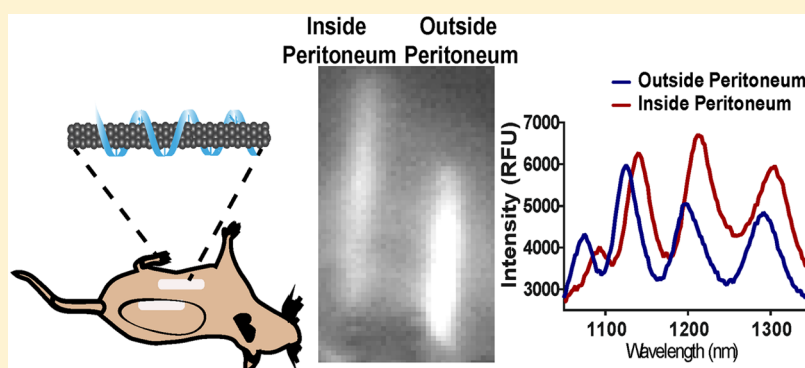 Inside Outside
Peritoneum Peritoneum
Outside Peritoneum
Inside Peritoneum
Intensity (RFU)
7000
6000
5000
4000
3000
1100 1200 1300
Wavelength (nm)